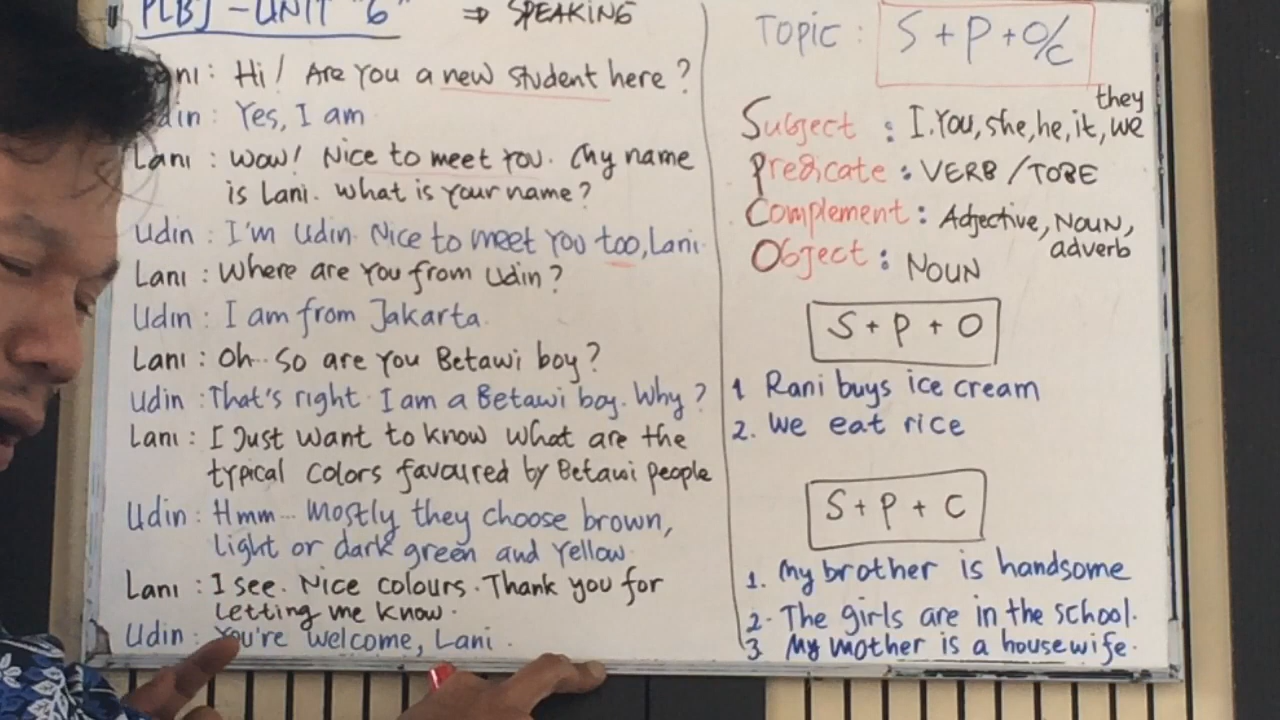 PLBJ - UNIT "6" ⇒ SPEAKING
Lani : Hi! Are You a new student here?
Udin : Yes, I am
Lani : Wow! Nice to meet You. My name
is Lani. What is Your name?
Udin : I'm Udin. Nice to meet You too, Lani.
Lani : Where are You from Udin?
Udin : I am from Jakarta.
Lani : Oh.. So are You Betawi boy?
Udin : That's right. I am a Betawi boy. Why?
Lani : I Just want to know what are the
typical colors favoured by Betawi people
Udin : Hmm... Mostly they choose brown,
light or dark green and Yellow.
Lani : I see. Nice colours. Thank you for
letting me know.
Udin : You're welcome, Lani.
Topic : S + P + O/C
they
Subject : I. You, she, he, it, we
Predicate : VERB / TOBE
Complement : Adjective, NOUN,
adverb
Object : NOUN
S + P + O
1 Rani buys ice cream
2. We eat rice
S + P + C
1. My brother is handsome
2. The girls are in the school.
3. My mother is a housewife.